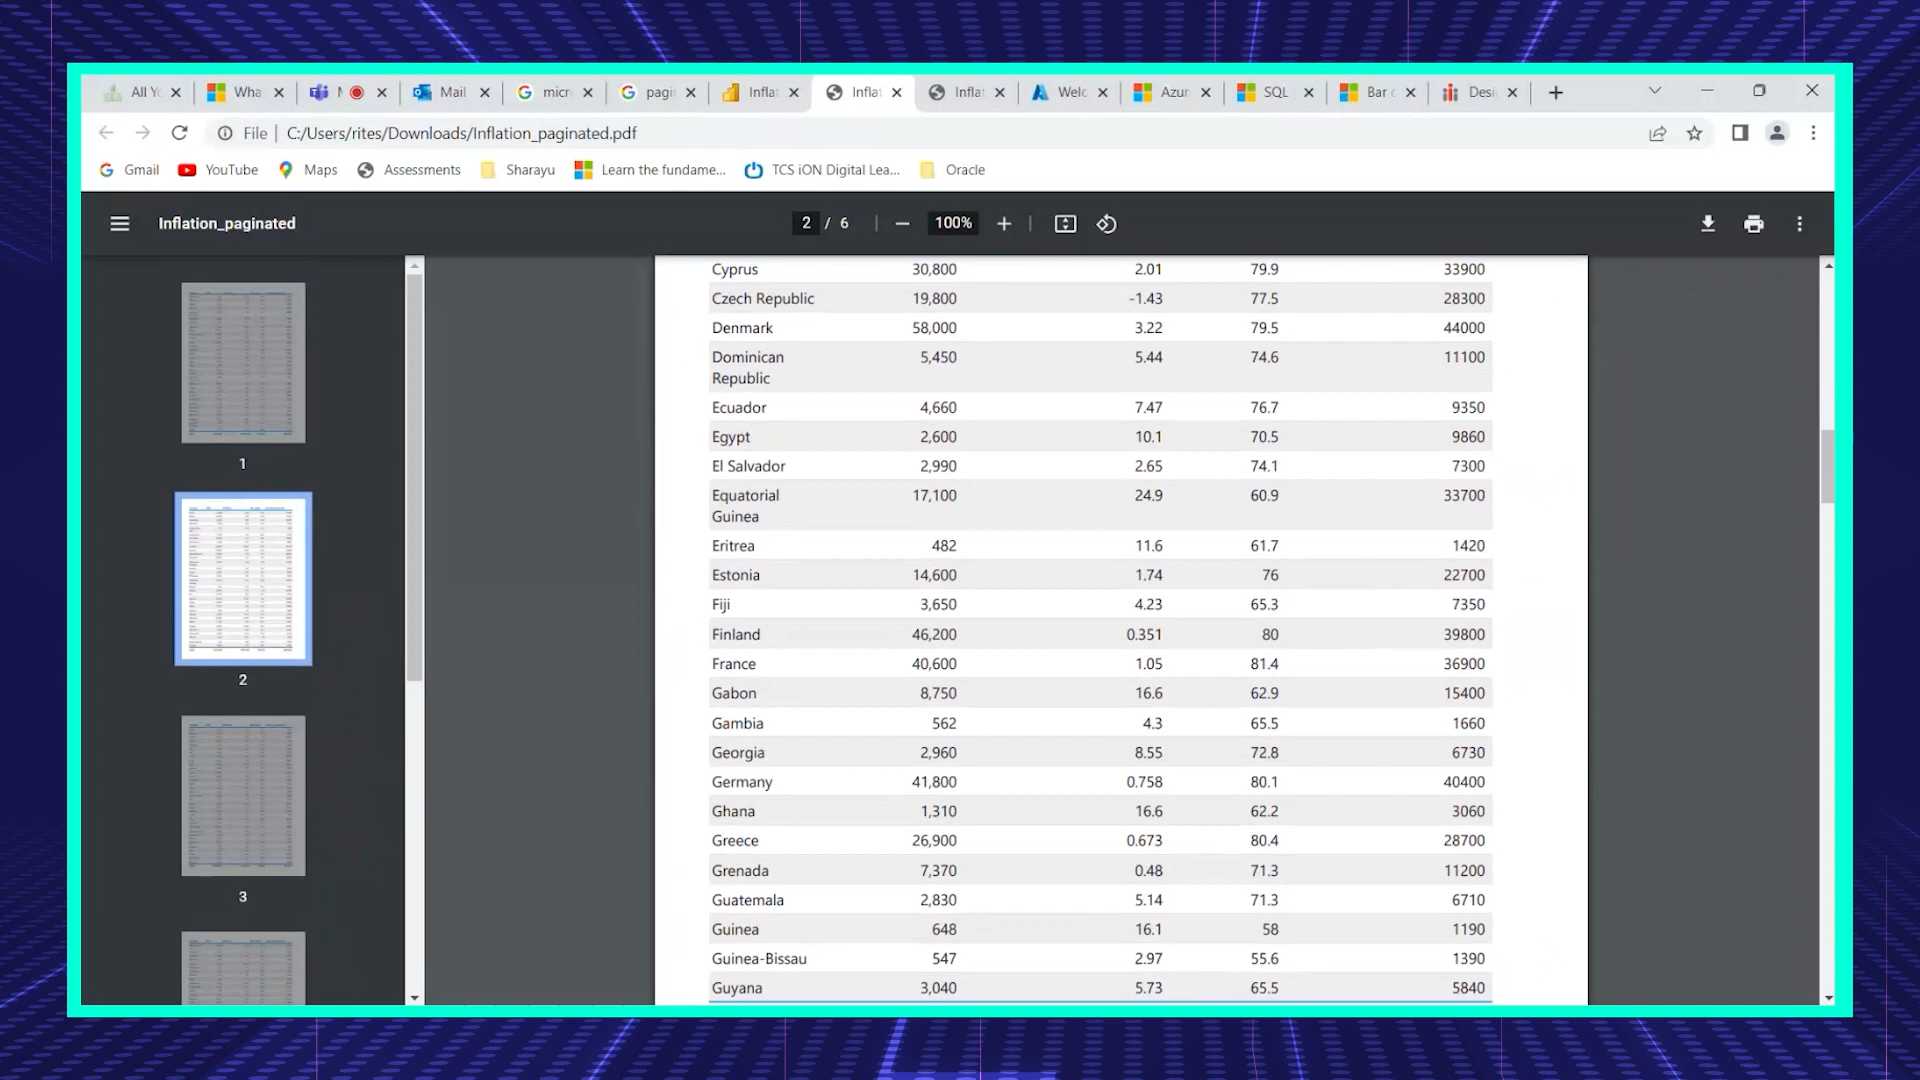 All Yo
Wha
Mail
micr
pagi
Inflat
Inflat
Inflat
Welc
Azur
SQL
Bar c
Desi
File | C:/Users/rites/Downloads/Inflation_paginated.pdf
Gmail YouTube Maps Assessments Sharayu Learn the fundame... TCS iON Digital Lea... Oracle
Inflation_paginated 2 / 6 100%
1
2
3
Cyprus 30,800 2.01 79.9 33900
Czech Republic 19,800 -1.43 77.5 28300
Denmark 58,000 3.22 79.5 44000
Dominican 5,450 5.44 74.6 11100
Republic
Ecuador 4,660 7.47 76.7 9350
Egypt 2,600 10.1 70.5 9860
El Salvador 2,990 2.65 74.1 7300
Equatorial 17,100 24.9 60.9 33700
Guinea
Eritrea 482 11.6 61.7 1420
Estonia 14,600 1.74 76 22700
Fiji 3,650 4.23 65.3 7350
Finland 46,200 0.351 80 39800
France 40,600 1.05 81.4 36900
Gabon 8,750 16.6 62.9 15400
Gambia 562 4.3 65.5 1660
Georgia 2,960 8.55 72.8 6730
Germany 41,800 0.758 80.1 40400
Ghana 1,310 16.6 62.2 3060
Greece 26,900 0.673 80.4 28700
Grenada 7,370 0.48 71.3 11200
Guatemala 2,830 5.14 71.3 6710
Guinea 648 16.1 58 1190
Guinea-Bissau 547 2.97 55.6 1390
Guyana 3,040 5.73 65.5 5840